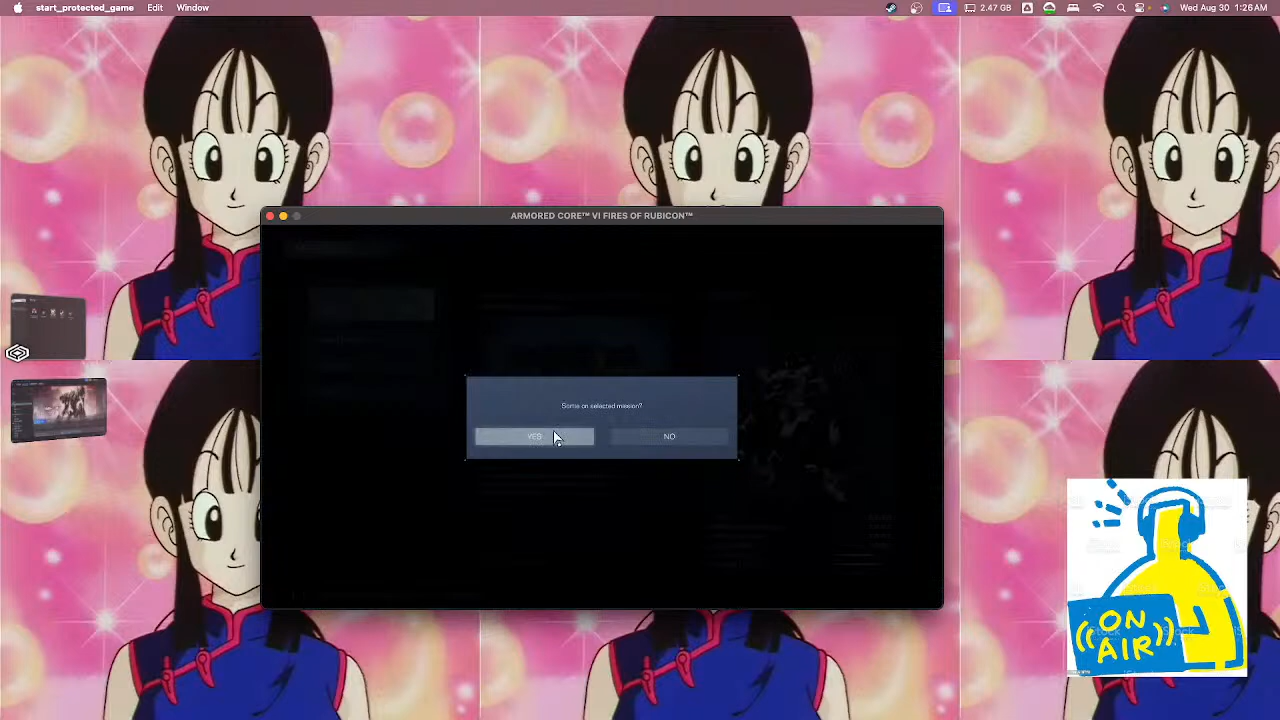 start_protected_game Edit Window 2.47 GB Wed Aug 30 1:26 AM
ARMORED CORE™ VI FIRES OF RUBICON™
Sortie on selected mission?
YES NO
ON
AIR